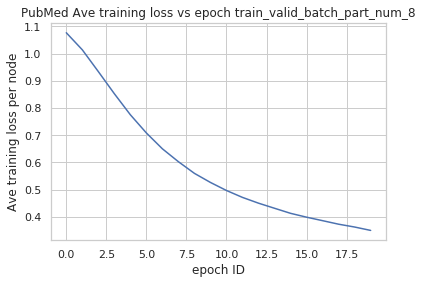 PubMed Ave training loss vs epoch train_valid_batch_part_num_8
1.1
1.0
0.9
0.8
0.7
0.6
0.5
0.4
Ave training loss per node
0.0 2.5 5.0 7.5 10.0 12.5 15.0 17.5
epoch ID